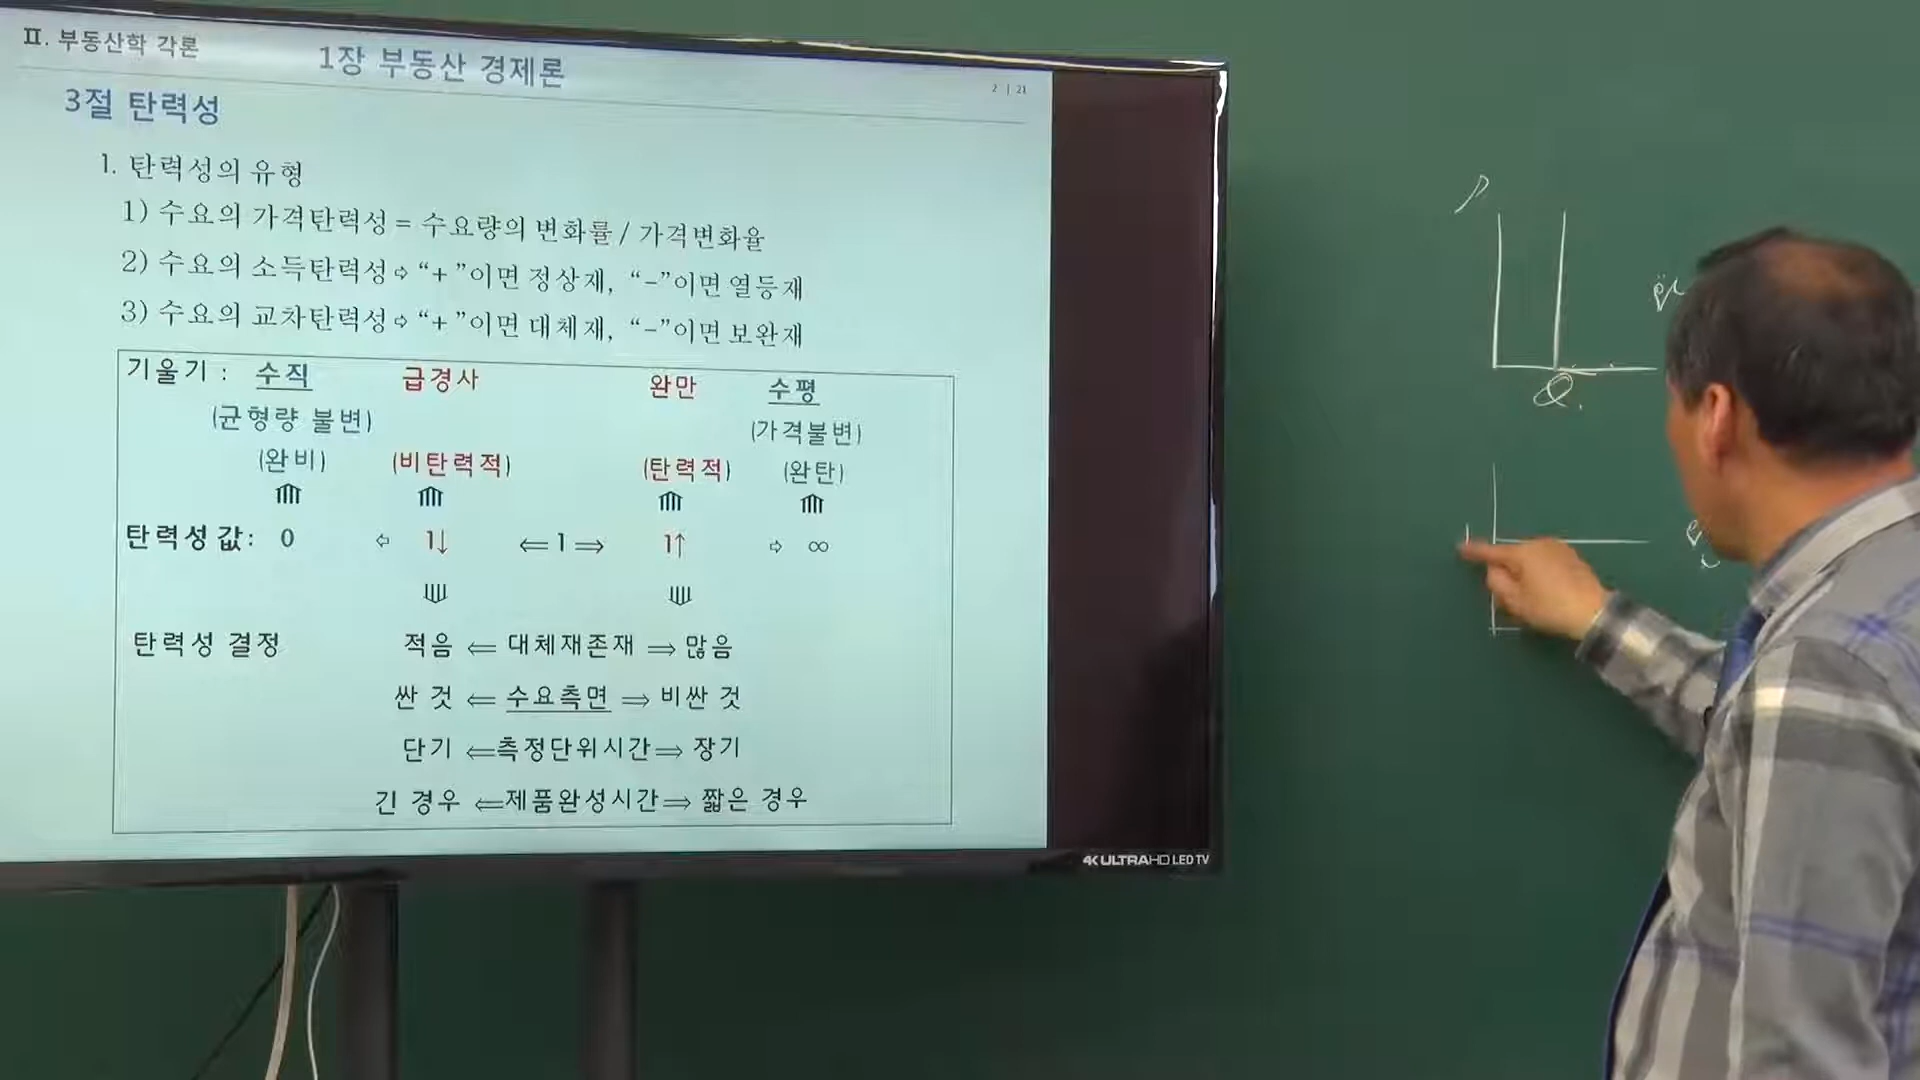 Ⅱ. 부동산학 각론
1장 부동산 경제론
2 | 21
3절 탄력성
1. 탄력성의 유형
1) 수요의 가격탄력성 = 수요량의 변화률 / 가격변화율
2) 수요의 소득탄력성⇨ “+ ”이면 정상재, “-”이면 열등재
3) 수요의 교차탄력성⇨ “+ ”이면 대체재, “-”이면 보완재
기울기 : 수직 급경사 완만 수평
(균형량 불변) (가격불변)
(완비) (비탄력적) (탄력적) (완탄)
⇑ ⇑ ⇑ ⇑
탄력성 값: 0 ⇦ 1↓ ⇐ 1 ⇒ 1↑ ⇨ ∞
⇓ ⇓
탄력성 결정 적음 ⇐ 대체재존재 ⇒ 많음
싼 것 ⇐ 수요측면 ⇒ 비싼 것
단기 ⇐측정단위시간⇒ 장기
긴 경우 ⇐제품완성시간⇒ 짧은 경우
4K ULTRA HD LED TV
P
Q.